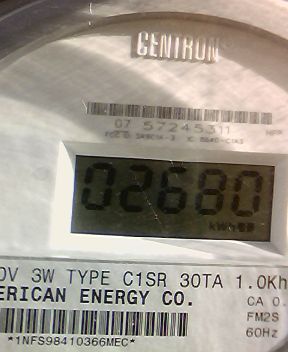 CENTRON
07 57245311
02680
kWh
0V 3W TYPE C1SR 30TA 1.0Kh
ERICAN ENERGY CO.
CA 0.
FM2S
60Hz
*1NFS98410366MEC*